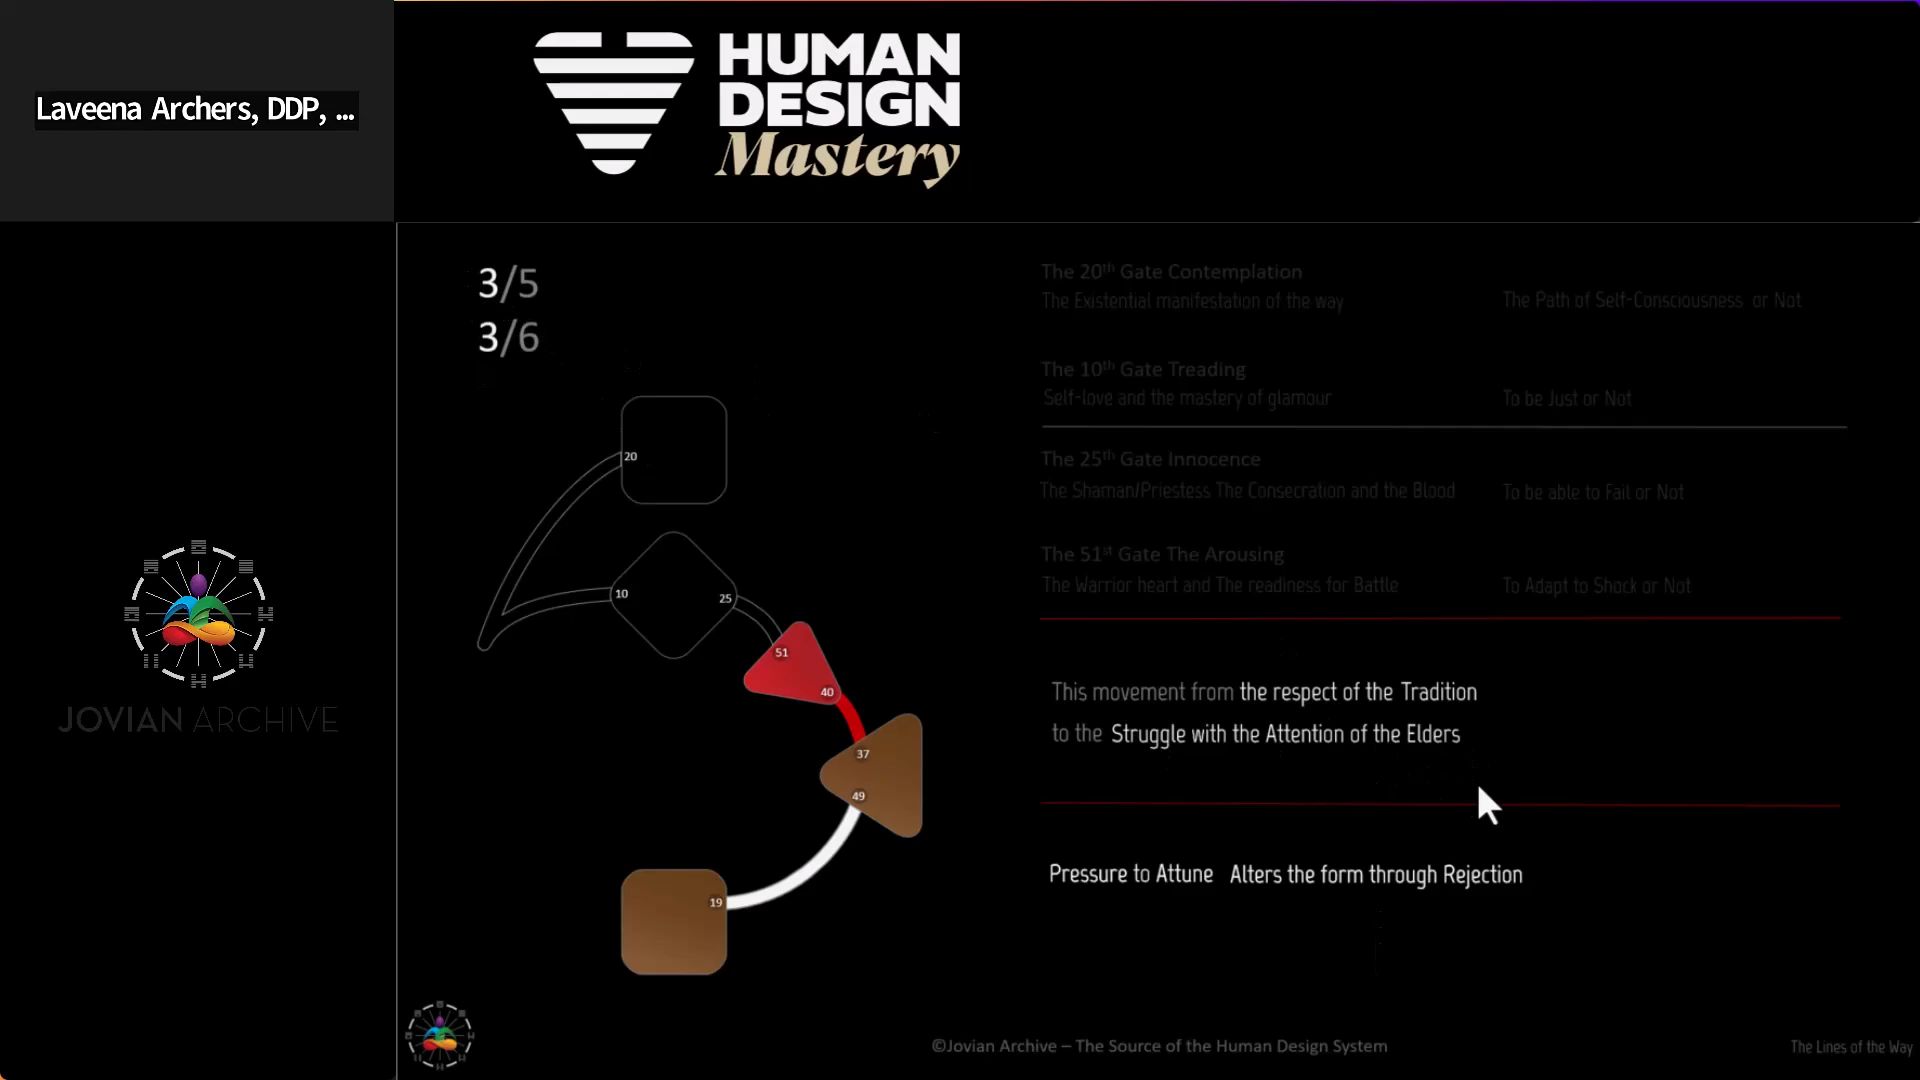 Laveena Archers, DDP, ...
HUMAN
DESIGN
Mastery
3/5
3/6
The 20th Gate Contemplation
The Existential manifestation of the way
The Path of Self-Consciousness or Not
The 10th Gate Treading
Self-love and the mastery of glamour
To be Just or Not
The 25th Gate Innocence
The Shaman/Priestess The Consecration and the Blood
To be able to Fail or Not
The 51st Gate The Arousing
The Warrior heart and The readiness for Battle
To Adapt to Shock or Not
20
10
25
51
40
37
49
19
This movement from the respect of the Tradition
to the Struggle with the Attention of the Elders
Pressure to Attune Alters the form through Rejection
JOVIAN ARCHIVE
©Jovian Archive – The Source of the Human Design System
The Lines of the Way